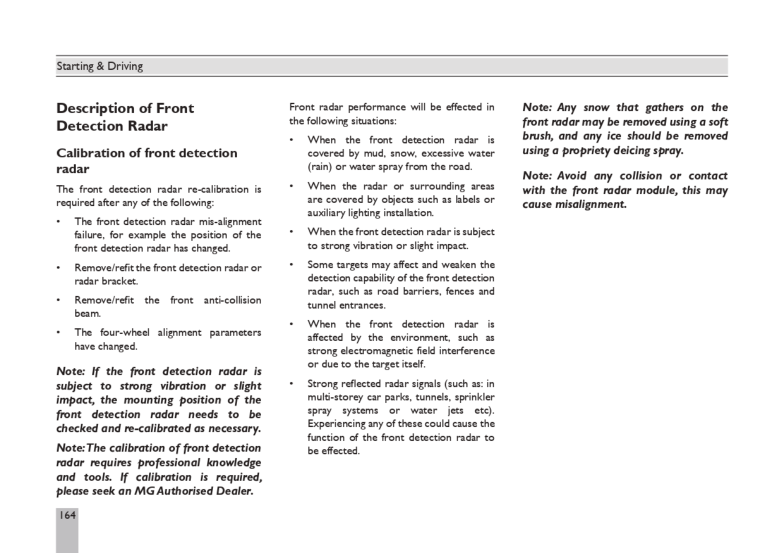 Starting & Driving
Description of Front
Detection Radar
Calibration of front detection
radar
The front detection radar re-calibration is
required after any of the following:
• The front detection radar mis-alignment
failure, for example the position of the
front detection radar has changed.
• Remove/refit the front detection radar or
radar bracket.
• Remove/refit the front anti-collision
beam.
• The four-wheel alignment parameters
have changed.
Note: If the front detection radar is
subject to strong vibration or slight
impact, the mounting position of the
front detection radar needs to be
checked and re-calibrated as necessary.
Note: The calibration of front detection
radar requires professional knowledge
and tools. If calibration is required,
please seek an MG Authorised Dealer.
Front radar performance will be effected in
the following situations:
• When the front detection radar is
covered by mud, snow, excessive water
(rain) or water spray from the road.
• When the radar or surrounding areas
are covered by objects such as labels or
auxiliary lighting installation.
• When the front detection radar is subject
to strong vibration or slight impact.
• Some targets may affect and weaken the
detection capability of the front detection
radar, such as road barriers, fences and
tunnel entrances.
• When the front detection radar is
affected by the environment, such as
strong electromagnetic field interference
or due to the target itself.
• Strong reflected radar signals (such as: in
multi-storey car parks, tunnels, sprinkler
spray systems or water jets etc).
Experiencing any of these could cause the
function of the front detection radar to
be effected.
Note: Any snow that gathers on the
front radar may be removed using a soft
brush, and any ice should be removed
using a propriety deicing spray.
Note: Avoid any collision or contact
with the front radar module, this may
cause misalignment.
164